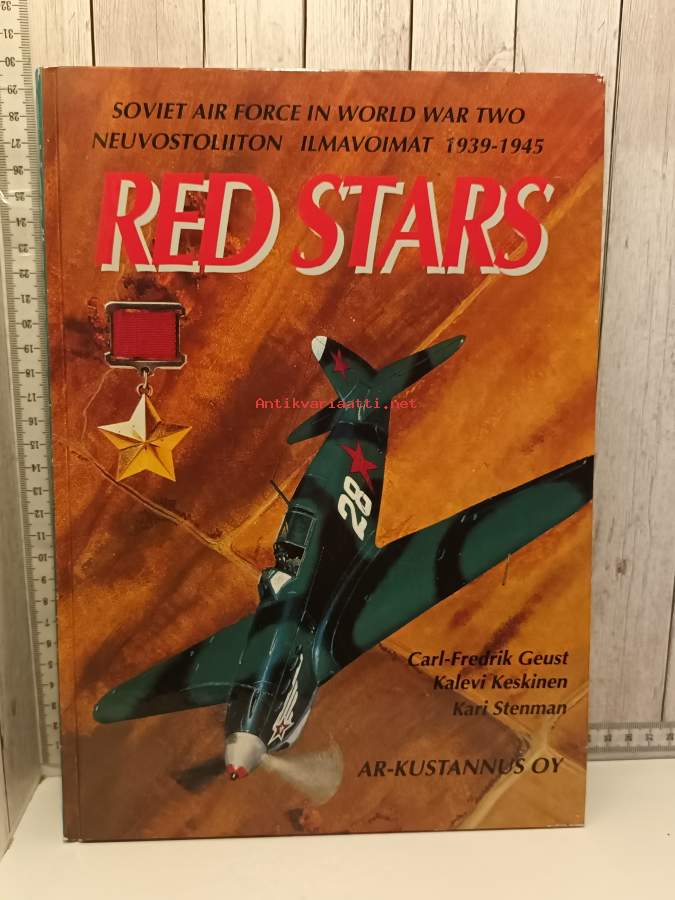 SOVIET AIR FORCE IN WORLD WAR TWO
NEUVOSTOLIITON ILMAVOIMAT 1939-1945
RED STARS
Antikvariaatti.net
28
Carl-Fredrik Geust
Kalevi Keskinen
Kari Stenman
AR-KUSTANNUS OY